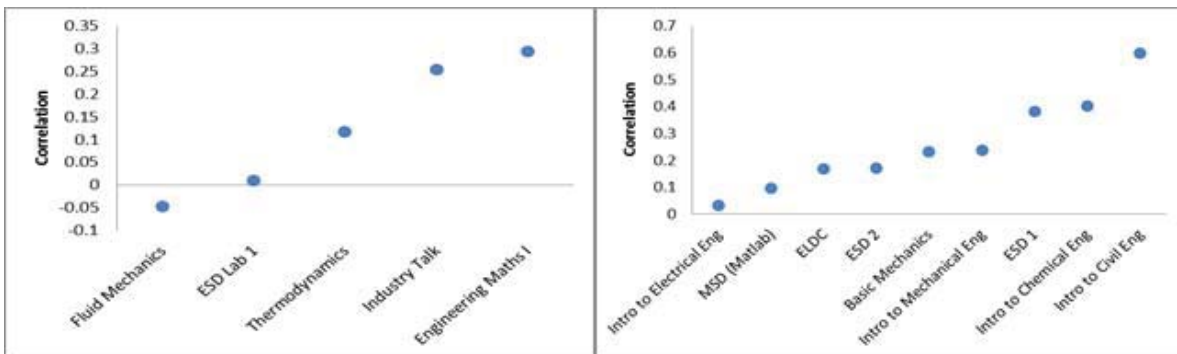 0.35
0.3
0.25
0.2
0.15
0.1
0.05
0
-0.05
-0.1
Correlation
Fluid Mechanics
ESD Lab 1
Thermodynamics
Industry Talk
Engineering Maths I
0.7
0.6
0.5
0.4
0.3
0.2
0.1
0
Correlation
Intro to Electrical Eng
MSD (Matlab)
ELDC
ESD 2
Basic Mechanics
Intro to Mechanical Eng
ESD 1
Intro to Chemical Eng
Intro to Civil Eng